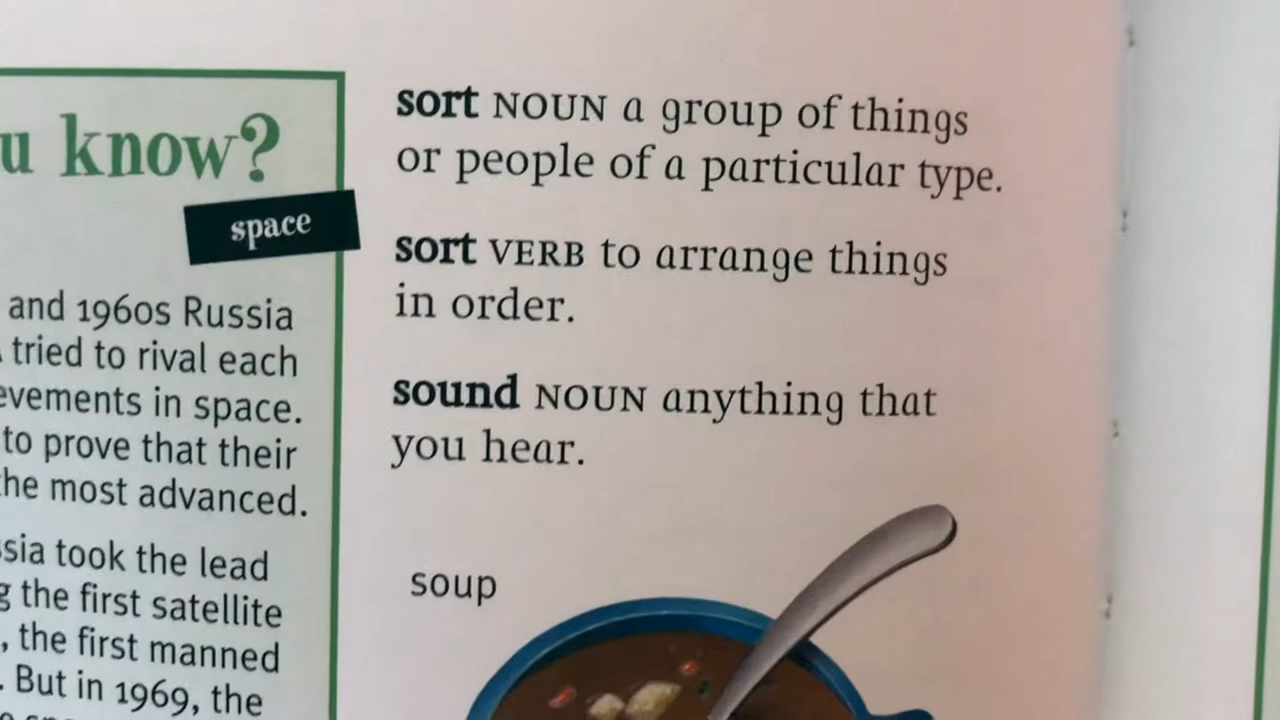 u know?
space
and 1960s Russia
tried to rival each
evements in space.
to prove that their
the most advanced.
took the lead
the first satellite
, the first manned
. But in 1969, the
sort NOUN a group of things
or people of a particular type.
sort VERB to arrange things
in order.
sound NOUN anything that
you hear.
soup